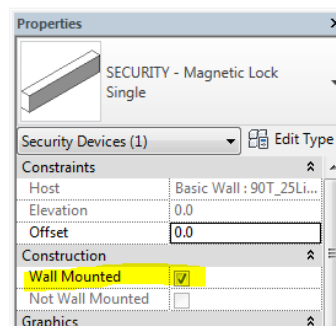 Properties
SECURITY - Magnetic Lock
Single
Security Devices (1) Edit Type
Constraints
Host Basic Wall : 90T_25Li...
Elevation 0.0
Offset 0.0
Construction
Wall Mounted
Not Wall Mounted
Graphics